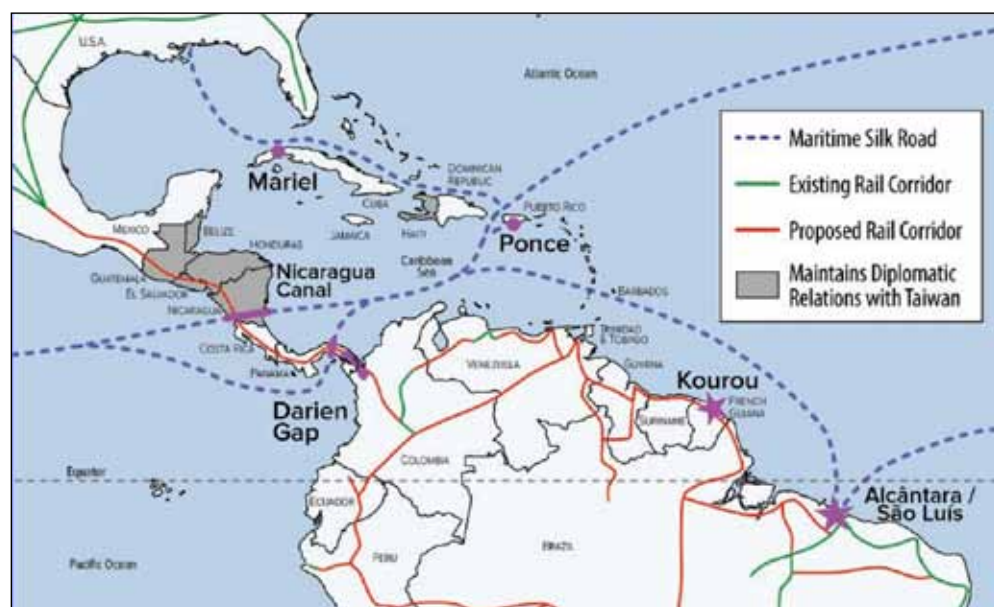 U.S.A.
Atlantic Ocean
Maritime Silk Road
Existing Rail Corridor
Proposed Rail Corridor
Maintains Diplomatic
Relations with Taiwan
Mariel
CUBA
DOMINICAN
REPUBLIC
PUERTO RICO
Ponce
MEXICO
BELIZE
JAMAICA
HAITI
HONDURAS
Caribbean
Sea
GUATEMALA
EL SALVADOR
Nicaragua
Canal
NICARAGUA
BARBADOS
COSTA RICA
TRINIDAD
& TOBAGO
PANAMA
VENEZUELA
GUYANA
Darien
Gap
Kourou
FRENCH
GUIANA
SURINAME
COLOMBIA
Equator
ECUADOR
Alcântara /
São Luís
PERU
BRAZIL
Pacific Ocean